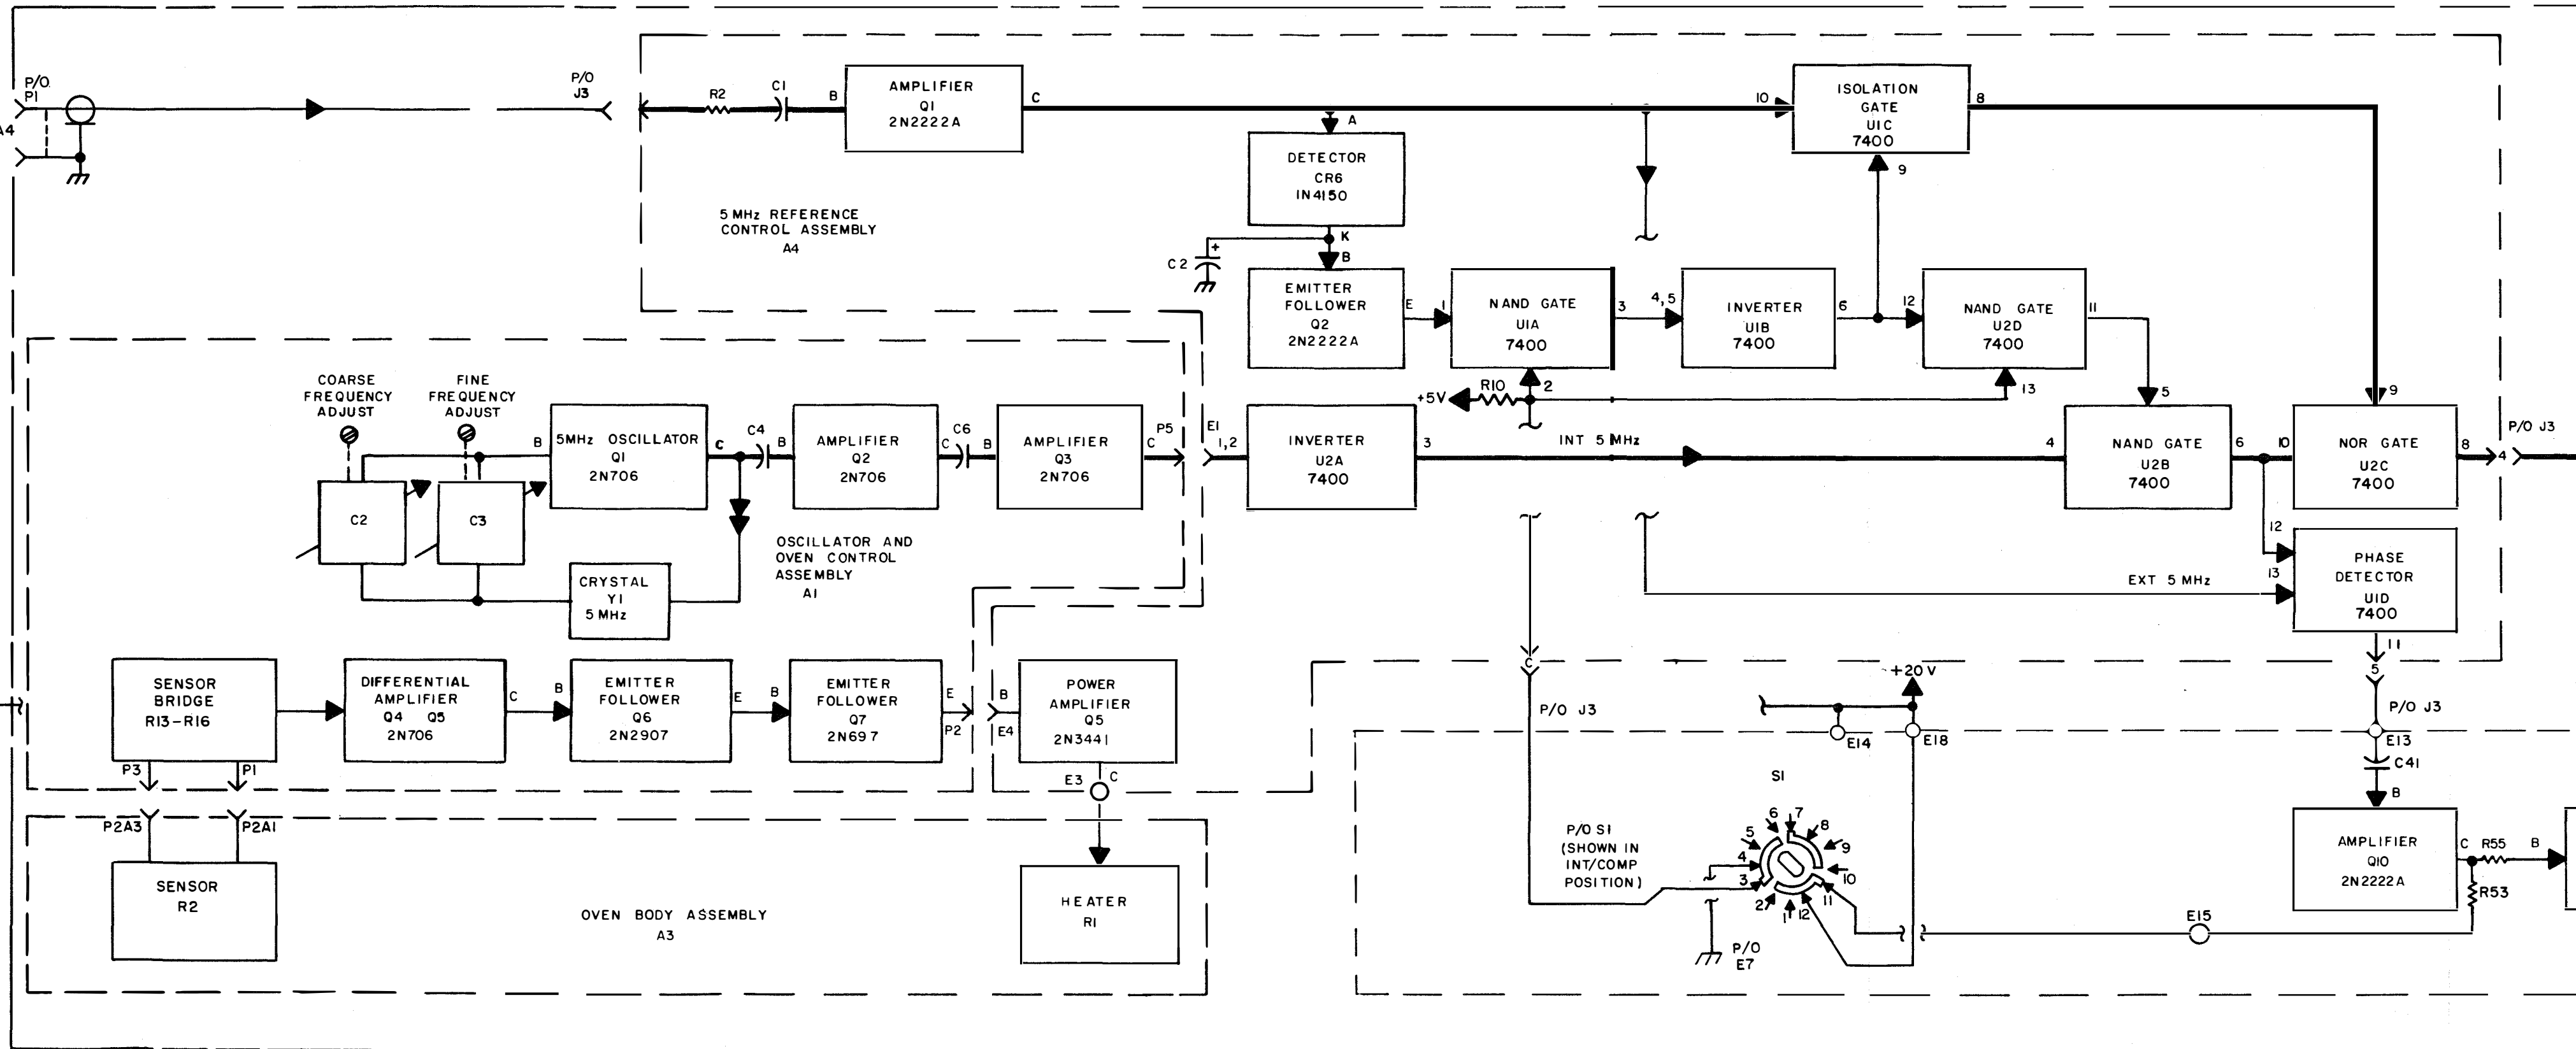 P/O
P1
A4
P/O
J3
R2
C1
B
AMPLIFIER
Q1
2N2222A
C
10
ISOLATION
GATE
U1C
7400
8
9
A
DETECTOR
CR6
IN4150
K
+
C2
B
5 MHz REFERENCE
CONTROL ASSEMBLY
A4
EMITTER
FOLLOWER
Q2
2N2222A
E
1
NAND GATE
U1A
7400
3
2
4,5
INVERTER
U1B
7400
6
12
NAND GATE
U2D
7400
11
13
+5V
R10
5
9
COARSE
FREQUENCY
ADJUST
FINE
FREQUENCY
ADJUST
C2
C3
B
5MHz OSCILLATOR
Q1
2N706
C
C4
B
AMPLIFIER
Q2
2N706
C
C6
B
AMPLIFIER
Q3
2N706
C
P5
E1
1,2
INVERTER
U2A
7400
3
INT 5 MHz
4
NAND GATE
U2B
7400
6
10
NOR GATE
U2C
7400
8
P/O J3
4
CRYSTAL
Y1
5 MHz
OSCILLATOR AND
OVEN CONTROL
ASSEMBLY
A1
12
13
EXT 5 MHz
PHASE
DETECTOR
U1D
7400
11
5
P/O J3
SENSOR
BRIDGE
R13-R16
DIFFERENTIAL
AMPLIFIER
Q4 Q5
2N706
C
B
EMITTER
FOLLOWER
Q6
2N2907
E
B
EMITTER
FOLLOWER
Q7
2N697
E
P2
B
E4
POWER
AMPLIFIER
Q5
2N3441
E3
C
C
P/O J3
+20V
E14
E18
E13
C41
B
P3
P1
P2A3
P2A1
SENSOR
R2
OVEN BODY ASSEMBLY
A3
HEATER
R1
P/O S1
(SHOWN IN
INT/COMP
POSITION)
S1
6
7
5
8
4
9
3
10
2
1
12
11
P/O
E7
E15
AMPLIFIER
Q10
2N2222A
C
R55
B
R53